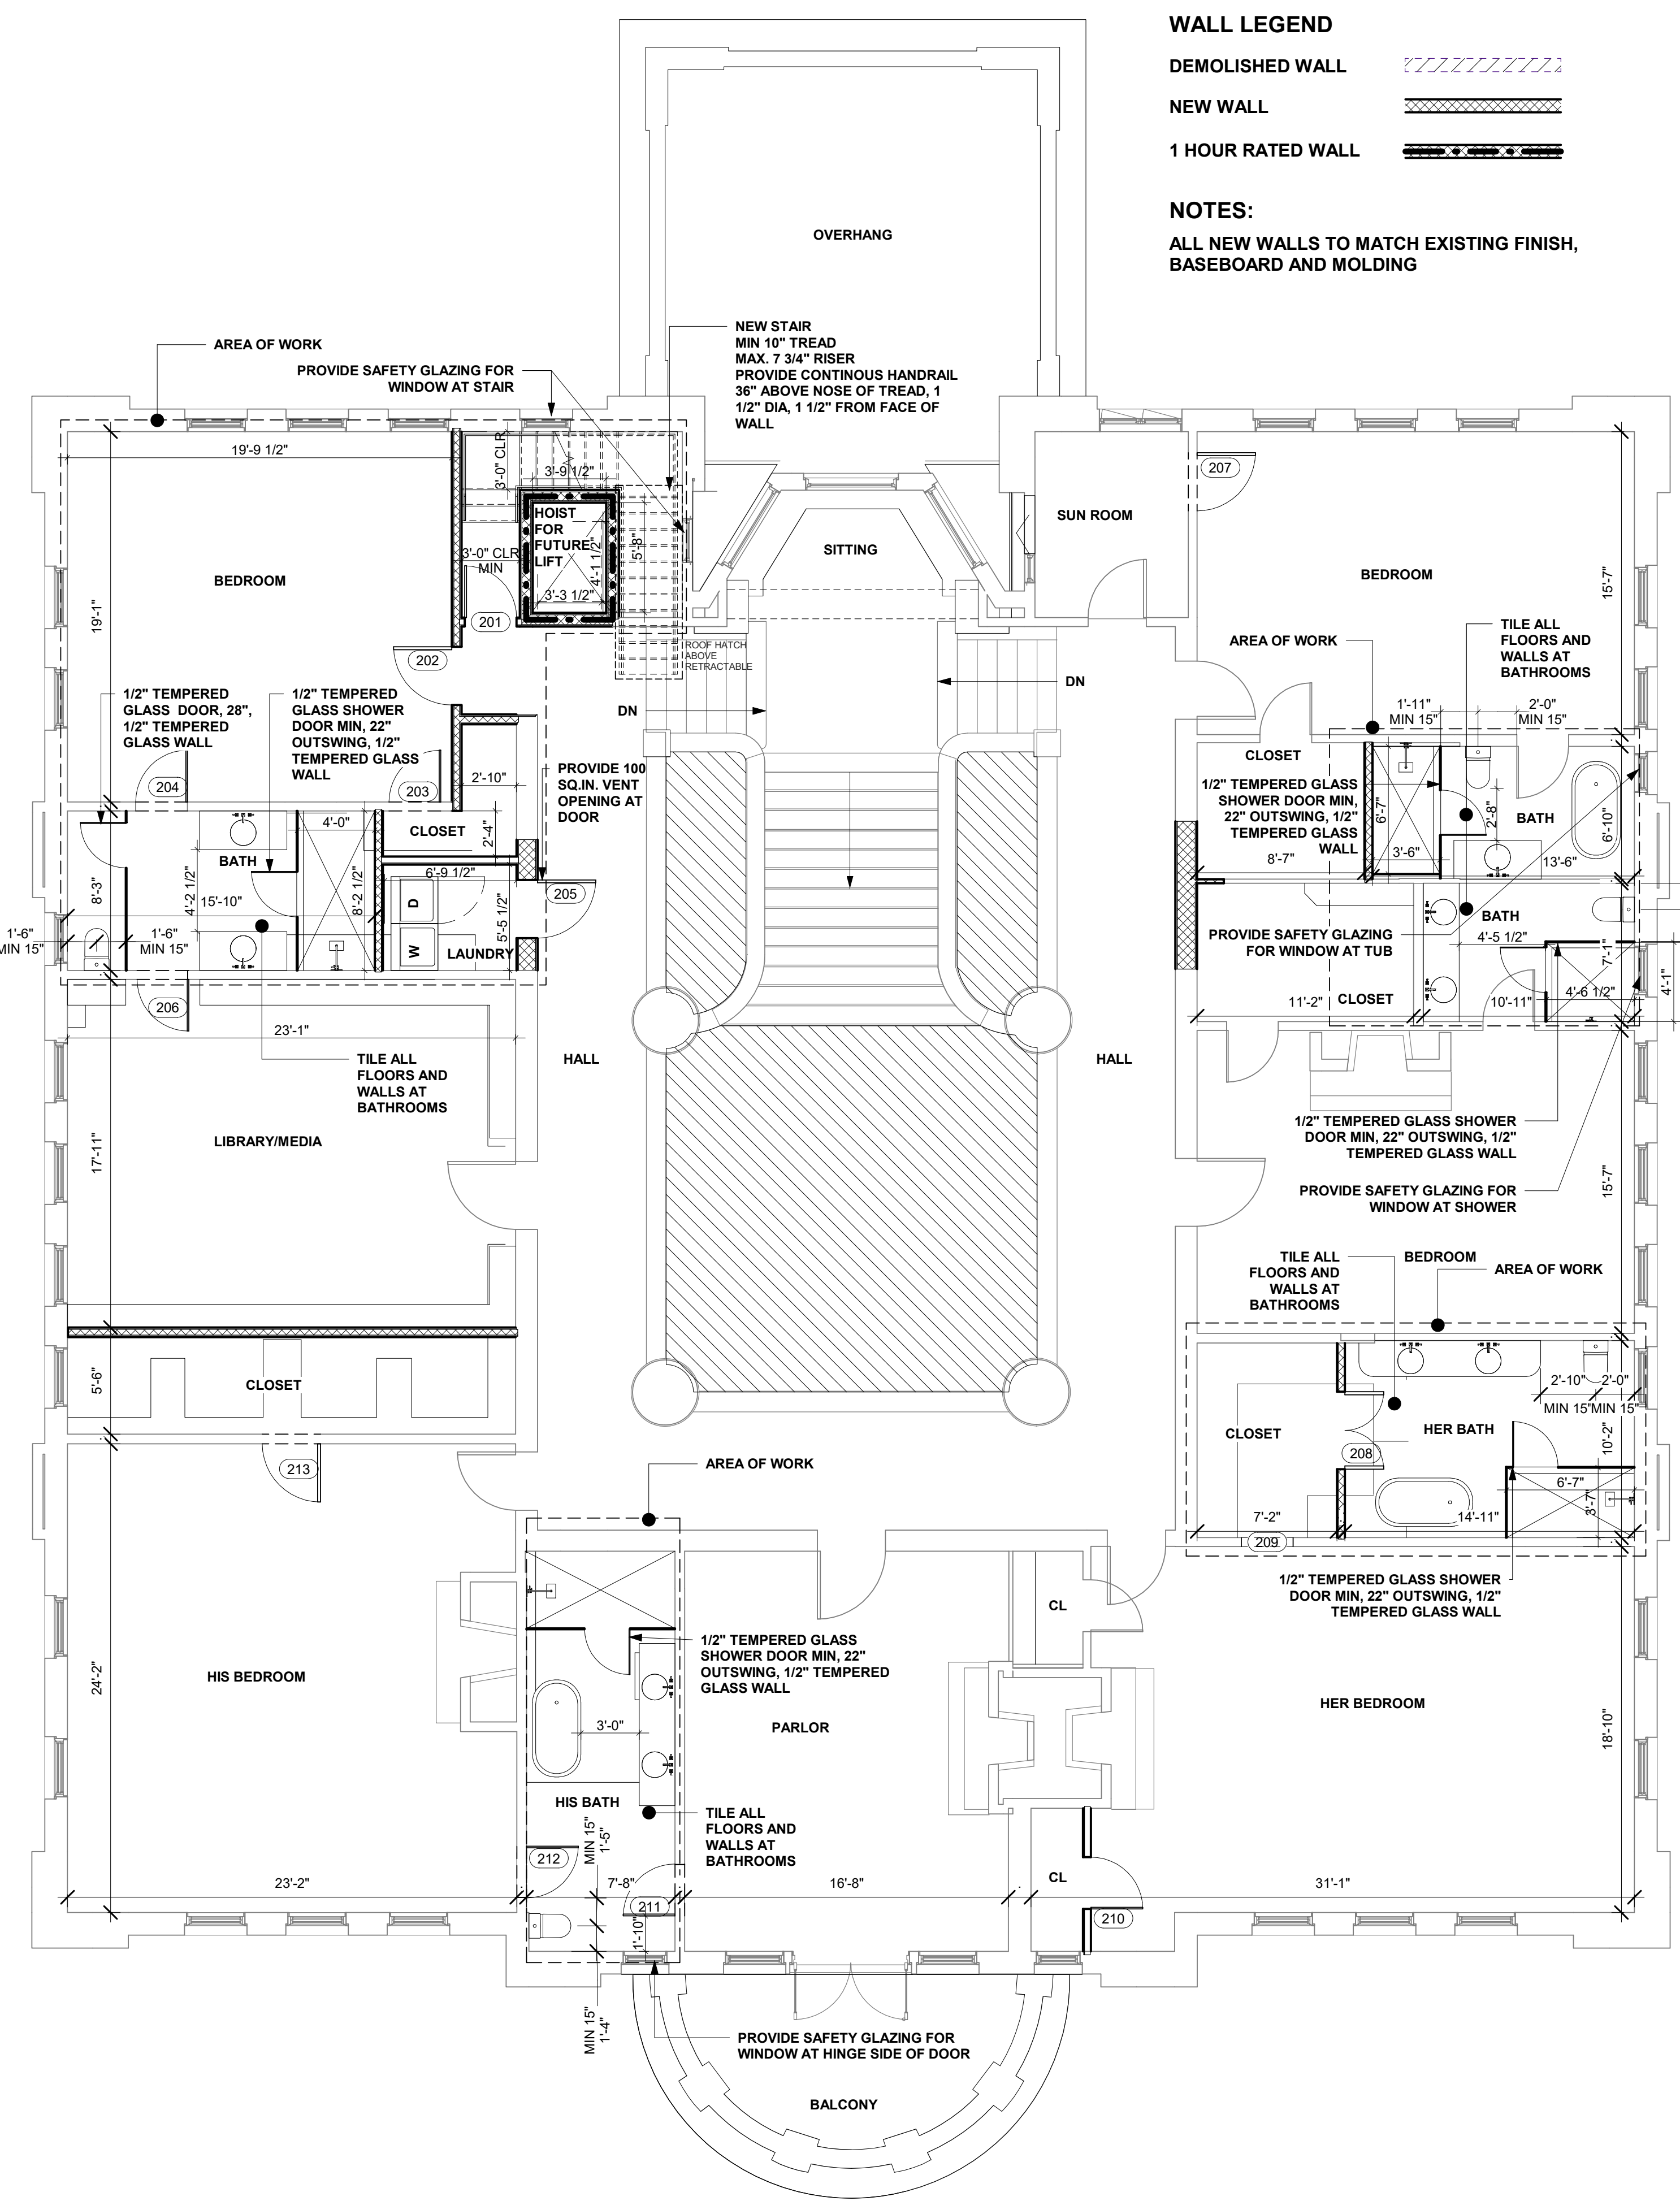 WALL LEGEND
DEMOLISHED WALL
NEW WALL
1 HOUR RATED WALL
NOTES:
ALL NEW WALLS TO MATCH EXISTING FINISH,
BASEBOARD AND MOLDING
OVERHANG
NEW STAIR
MIN 10" TREAD
MAX. 7 3/4" RISER
PROVIDE CONTINOUS HANDRAIL
36" ABOVE NOSE OF TREAD, 1
1/2" DIA, 1 1/2" FROM FACE OF
WALL
AREA OF WORK
PROVIDE SAFETY GLAZING FOR
WINDOW AT STAIR
19'-9 1/2"
3'-0" CLR
3'-9 1/2"
HOIST
FOR
FUTURE
LIFT
4'-1 1/2"
5'-8"
3'-0" CLR
MIN
3'-3 1/2"
BEDROOM
19'-1"
201
202
SITTING
SUN ROOM
207
BEDROOM
15'-7"
ROOF HATCH
ABOVE
RETRACTABLE
DN
DN
AREA OF WORK
TILE ALL
FLOORS AND
WALLS AT
BATHROOMS
1'-11"
MIN 15"
2'-0"
MIN 15"
1/2" TEMPERED
GLASS DOOR, 28",
1/2" TEMPERED
GLASS WALL
1/2" TEMPERED
GLASS SHOWER
DOOR MIN, 22"
OUTSWING, 1/2"
TEMPERED GLASS
WALL
204
203
2'-10"
PROVIDE 100
SQ.IN. VENT
OPENING AT
DOOR
CLOSET
1/2" TEMPERED GLASS
SHOWER DOOR MIN,
22" OUTSWING, 1/2"
TEMPERED GLASS
WALL
6'-7"
2'-8"
BATH
6'-10"
8'-7"
3'-6"
13'-6"
4'-0"
CLOSET
2'-4"
BATH
6'-9 1/2"
8'-3"
4'-2 1/2"
15'-10"
8'-2 1/2"
D
W
5'-5 1/2"
LAUNDRY
205
1'-6"
MIN 15"
1'-6"
MIN 15"
206
23'-1"
BATH
PROVIDE SAFETY GLAZING
FOR WINDOW AT TUB
4'-5 1/2"
7'-1"
4'-1"
11'-2"
CLOSET
10'-11"
4'-6 1/2"
TILE ALL
FLOORS AND
WALLS AT
BATHROOMS
HALL
HALL
LIBRARY/MEDIA
17'-11"
1/2" TEMPERED GLASS SHOWER
DOOR MIN, 22" OUTSWING, 1/2"
TEMPERED GLASS WALL
15'-7"
PROVIDE SAFETY GLAZING FOR
WINDOW AT SHOWER
TILE ALL
FLOORS AND
WALLS AT
BATHROOMS
BEDROOM
AREA OF WORK
5'-6"
CLOSET
2'-10"
2'-0"
MIN 15"
MIN 15"
CLOSET
HER BATH
208
10'-2"
6'-7"
3'-7"
7'-2"
14'-11"
209
213
AREA OF WORK
1/2" TEMPERED GLASS SHOWER
DOOR MIN, 22" OUTSWING, 1/2"
TEMPERED GLASS WALL
CL
1/2" TEMPERED GLASS
SHOWER DOOR MIN, 22"
OUTSWING, 1/2" TEMPERED
GLASS WALL
24'-2"
HIS BEDROOM
3'-0"
PARLOR
HER BEDROOM
18'-10"
HIS BATH
TILE ALL
FLOORS AND
WALLS AT
BATHROOMS
MIN 15"
1'-5"
212
CL
23'-2"
7'-8"
16'-8"
31'-1"
211
1'-10"
210
MIN 15"
1'-4"
PROVIDE SAFETY GLAZING FOR
WINDOW AT HINGE SIDE OF DOOR
BALCONY